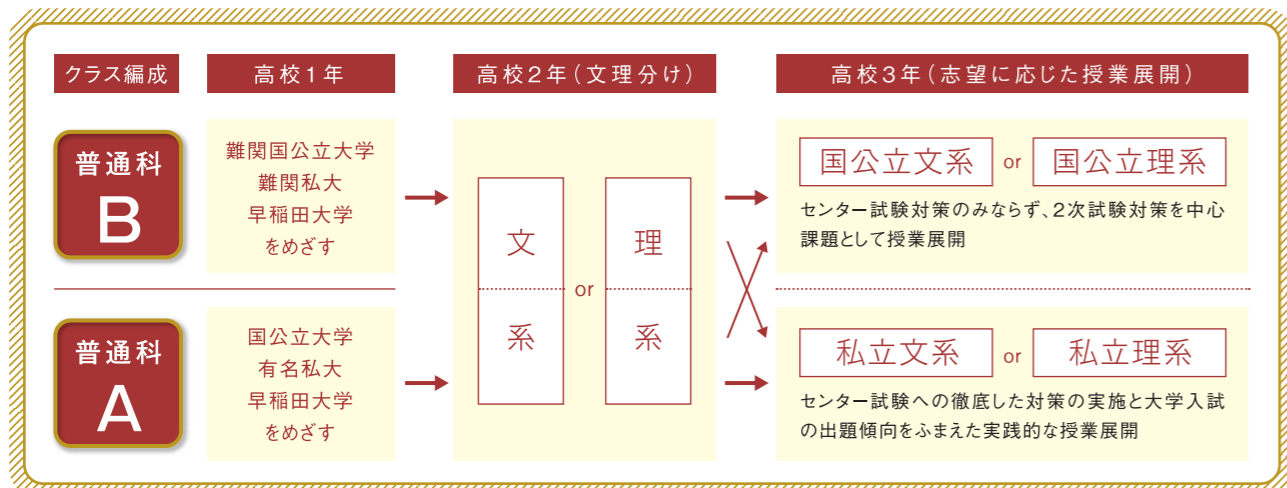 クラス編成
高校1年
高校2年(文理分け)
高校3年(志望に応じた授業展開)
普通科
B
難関国公立大学
難関私大
早稲田大学
をめざす
普通科
A
国公立大学
有名私大
早稲田大学
をめざす
文系
or
理系
国公立文系 or 国公立理系
センター試験対策のみならず、2次試験対策を中心
課題として授業展開
私立文系 or 私立理系
センター試験への徹底した対策の実施と大学入試
の出題傾向をふまえた実践的な授業展開